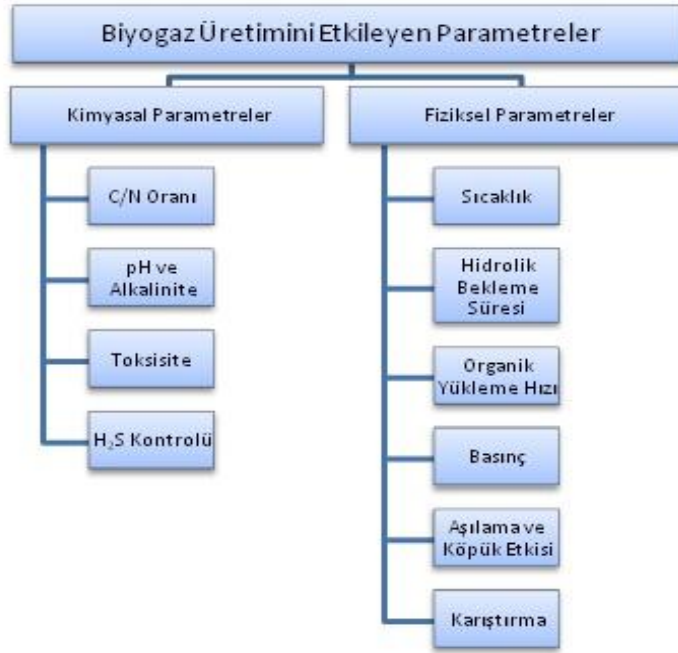 Biyogaz Üretimini Etkileyen Parametreler
Kimyasal Parametreler
C/N Oranı
pH ve
Alkalinite
Toksisite
H₂S Kontrolü
Fiziksel Parametreler
Sıcaklık
Hidrolik
Bekleme
Süresi
Organik
Yükleme Hızı
Basınç
Aşılama ve
Köpük Etkisi
Karıştırma